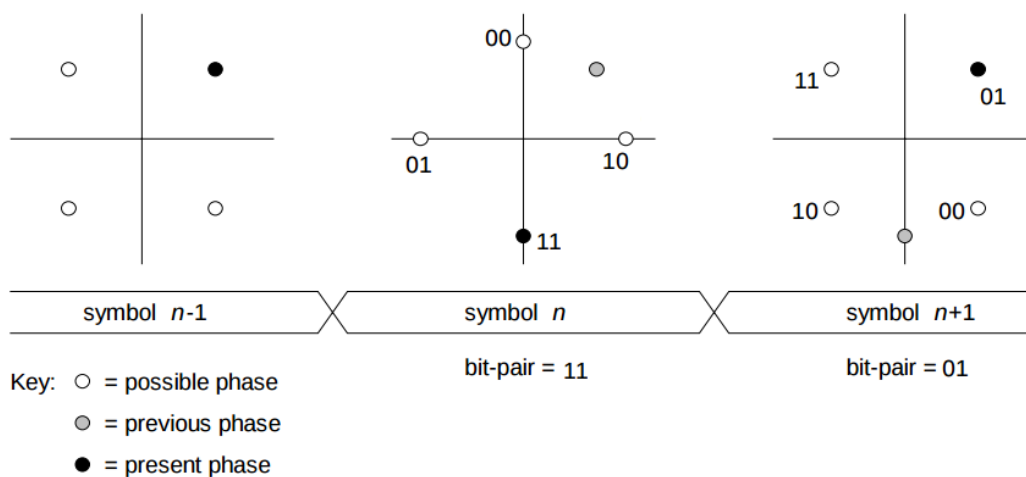 00
01
10
11
11
01
10
00
symbol n-1
symbol n
symbol n+1
bit-pair = 11
bit-pair = 01
Key:
= possible phase
= previous phase
= present phase